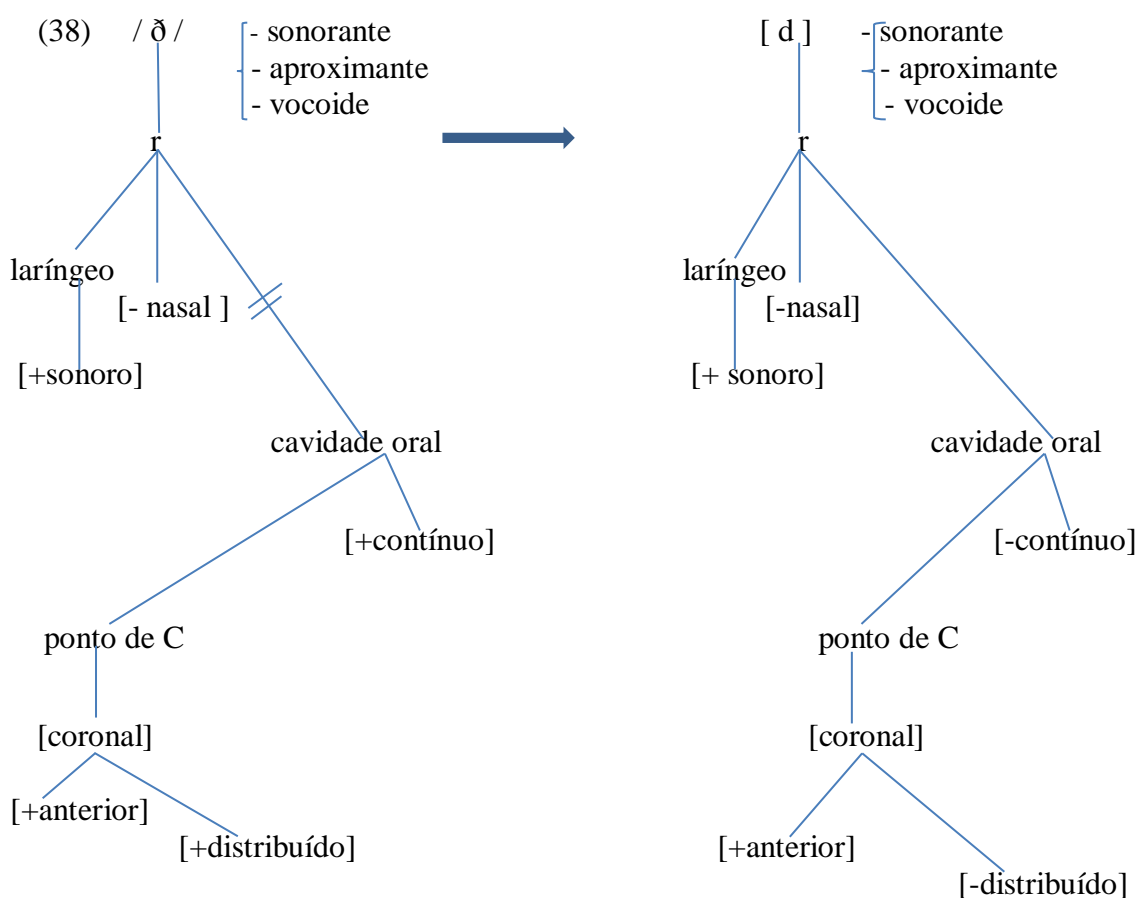 (38) / ð / - sonorante [ d ] - sonorante
- aproximante - aproximante
- vocoide - vocoide
r r
laríngeo laríngeo
[- nasal ] [-nasal]
[+sonoro] [+ sonoro]
cavidade oral cavidade oral
[+contínuo] [-contínuo]
ponto de C ponto de C
[coronal] [coronal]
[+anterior] [+anterior]
[+distribuído] [-distribuído]